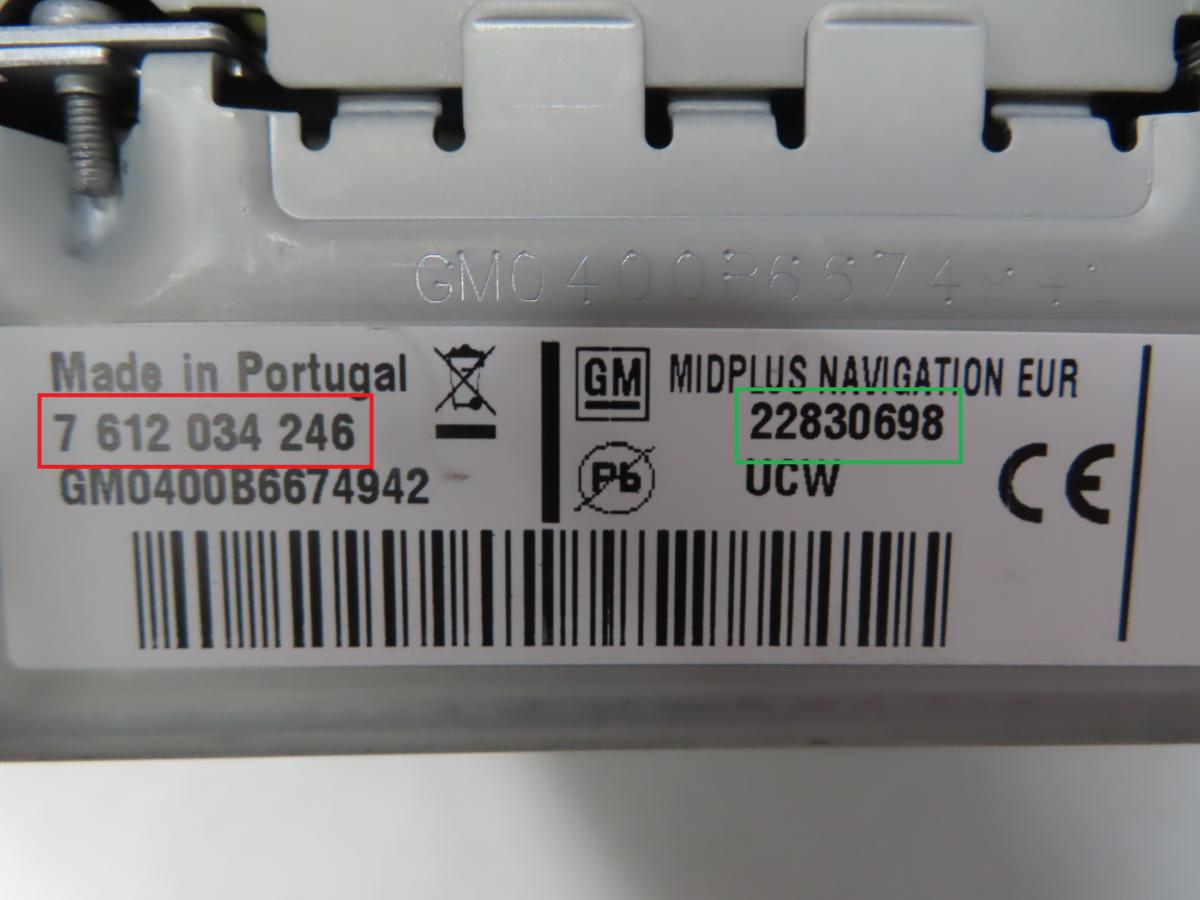 GM0400B6674942
Made in Portugal
7 612 034 246
GM0400B6674942
GM MIDPLUS NAVIGATION EUR
22830698
Pb UCW
CE